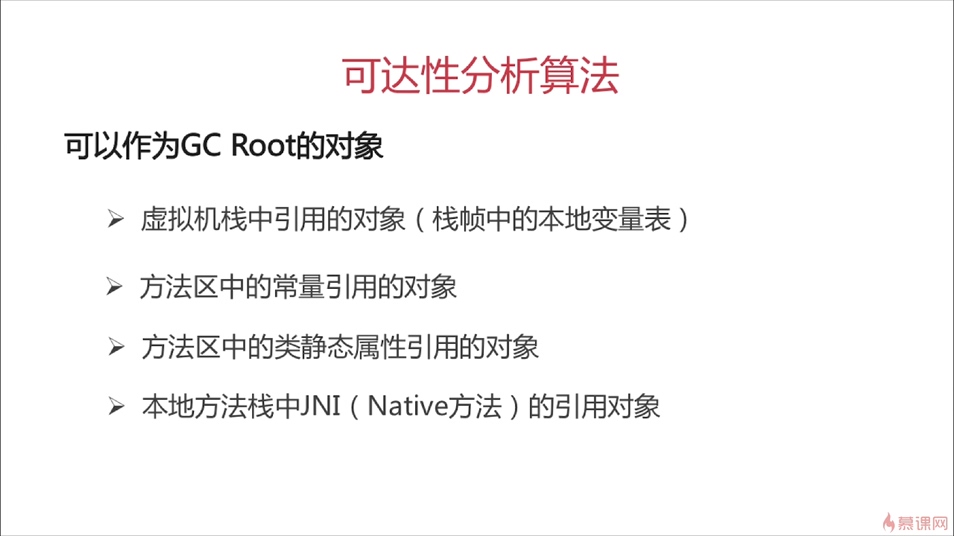 可达性分析算法
可以作为GC Root的对象
虚拟机栈中引用的对象（栈帧中的本地变量表）
方法区中的常量引用的对象
方法区中的类静态属性引用的对象
本地方法栈中JNI（Native方法）的引用对象
慕课网